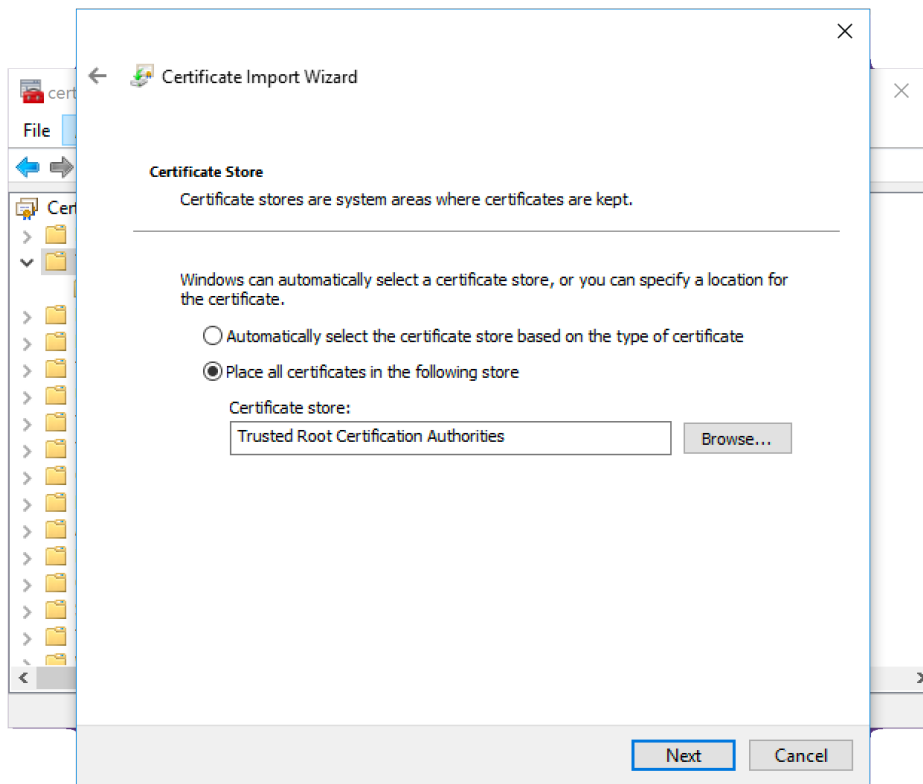 Certificate Import Wizard
cert
File
Certificate Store
Certificate stores are system areas where certificates are kept.
Cert
Windows can automatically select a certificate store, or you can specify a location for
the certificate.
Automatically select the certificate store based on the type of certificate
Place all certificates in the following store
Certificate store:
Trusted Root Certification Authorities
Browse...
Next
Cancel